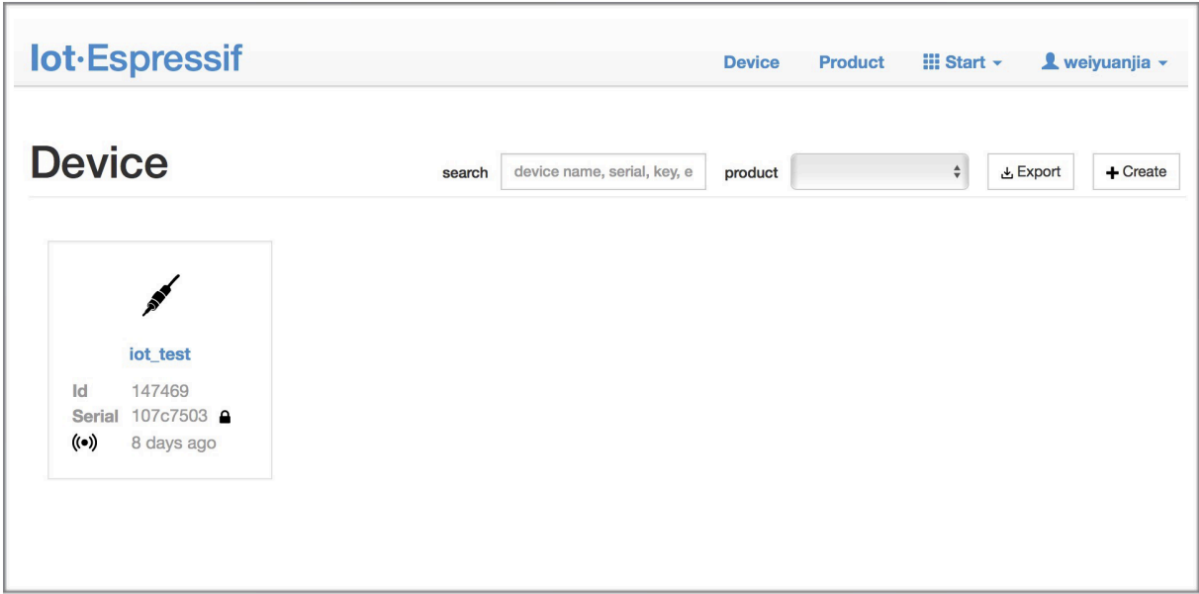 Iot·Espressif
Device Product Start weiyuanjia
Device
search device name, serial, key, e product Export Create
iot_test
Id 147469
Serial 107c7503
8 days ago